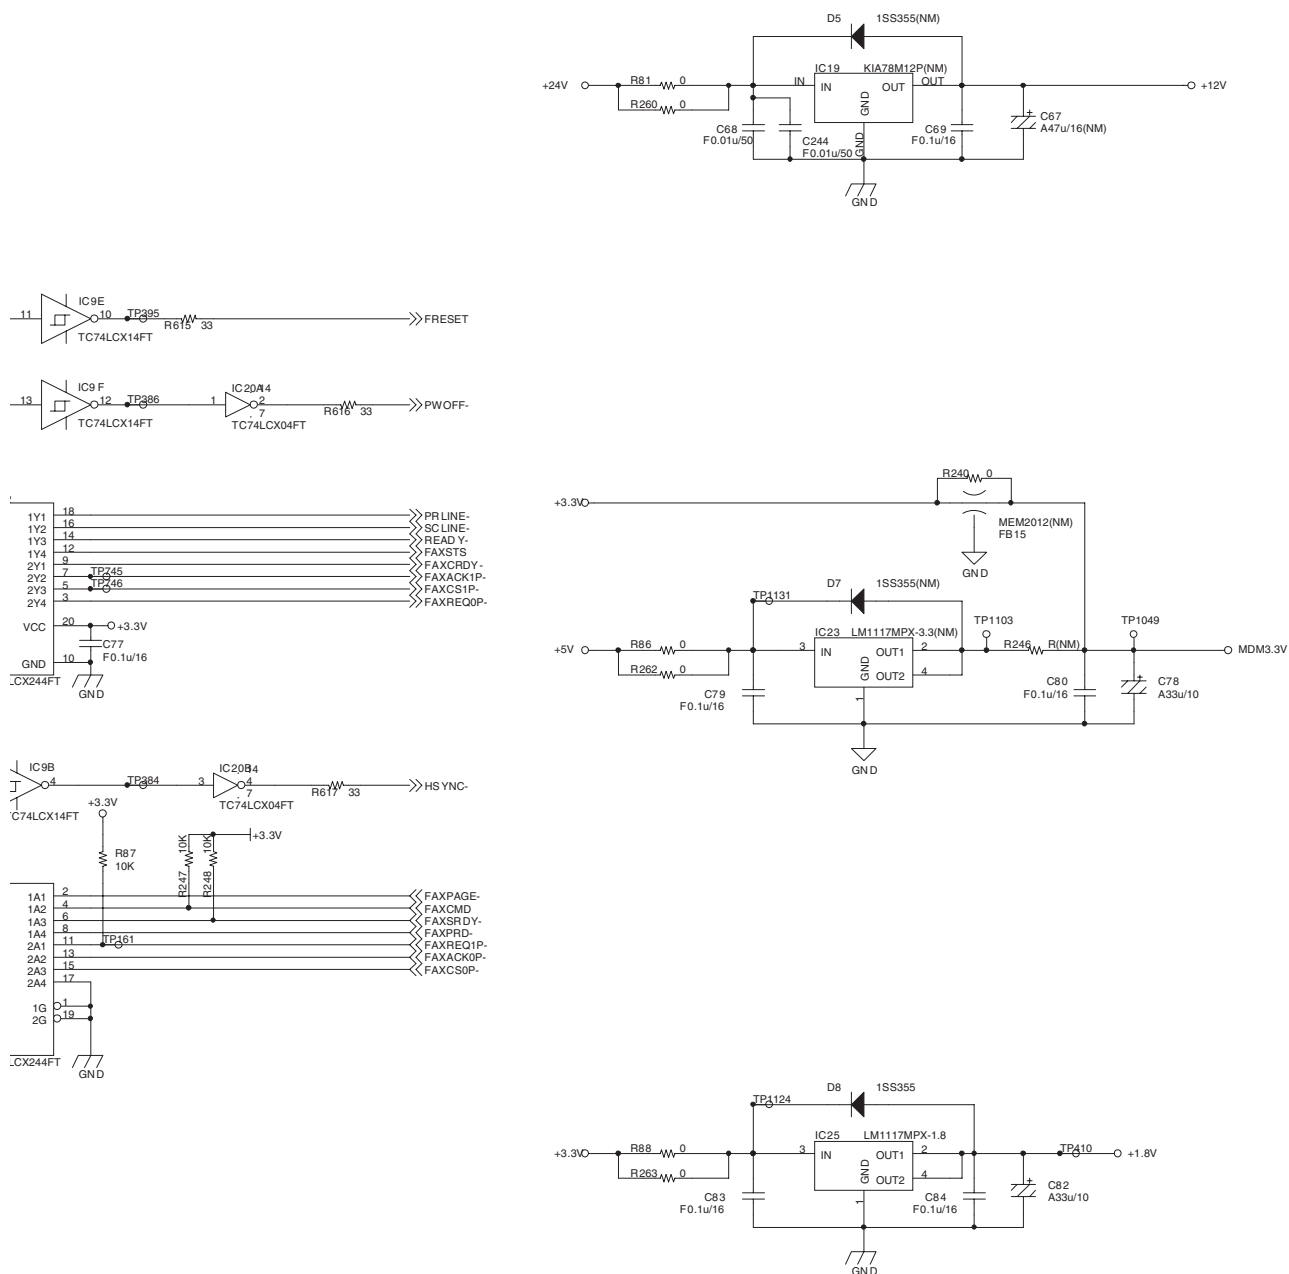 D5 1SS355(NM)
+24V R81 0 IN IC19 KIA78M12P(NM) OUT +12V
IN OUT
GND
R260 0
C68
F0.01u/50
C244
F0.01u/50
GND
C69
F0.1u/16
C67
A47u/16(NM)
+
GND
11 IC9E 10 TP395 R615 33 FRESET
TC74LCX14FT
13 IC9F 12 TP386 1 IC20A 14 2 R616 33 PWOFF-
TC74LCX14FT
7
TC74LCX04FT
1Y1 18 PRLINE-
1Y2 16 SCLINE-
1Y3 14 READY-
1Y4 12 FAXSTS
2Y1 9 FAXCRDY-
2Y2 7 TP745 FAXACK1P-
2Y3 5 TP746 FAXCS1P-
2Y4 3 FAXREQ0P-
VCC 20 +3.3V
C77
F0.1u/16
GND 10
LCX244FT
GND
R240 0
+3.3V
MEM2012(NM)
FB15
GND
TP1131 D7 1SS355(NM)
+5V R86 0 3 IC23 LM1117MPX-3.3(NM) 2 TP1103 R246 R(NM) TP1049 MDM3.3V
IN OUT1
GND
R262 0 OUT2 4
1
C79
F0.1u/16
C80
F0.1u/16
C78
A33u/10
+
GND
IC9B 4 TP384 3 IC20B 14 4 R617 33 HSYNC-
7
TC74LCX04FT
C74LCX14FT
+3.3V
R87
10K
10K 10K +3.3V
R247 R248
1A1 2 FAXPAGE-
1A2 4 FAXCMD
1A3 6 FAXSRDY-
1A4 8 FAXPRD-
2A1 11 TP161 FAXREQ1P-
2A2 13 FAXACK0P-
2A3 15 FAXCS0P-
2A4 17
1G 1
2G 19
LCX244FT
GND
TP1124 D8 1SS355
+3.3V R88 0 3 IC25 LM1117MPX-1.8 2 TP410 +1.8V
IN OUT1
GND
R263 0 OUT2 4
1
C83
F0.1u/16
C84
F0.1u/16
C82
A33u/10
+
GND